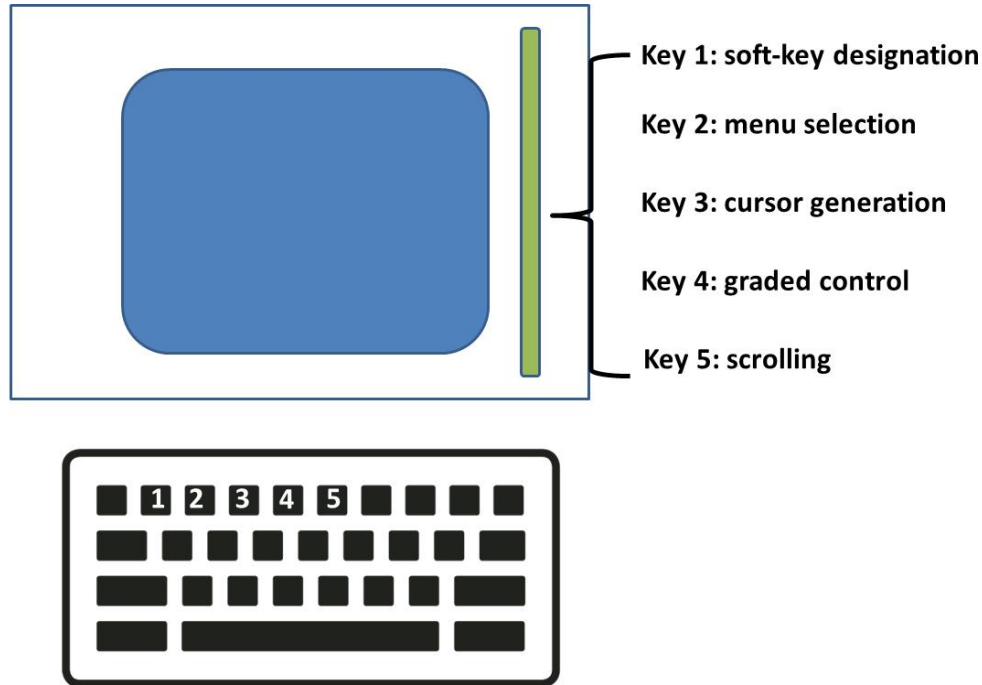 Key 1: soft-key designation
Key 2: menu selection
Key 3: cursor generation
Key 4: graded control
Key 5: scrolling
1 2 3 4 5